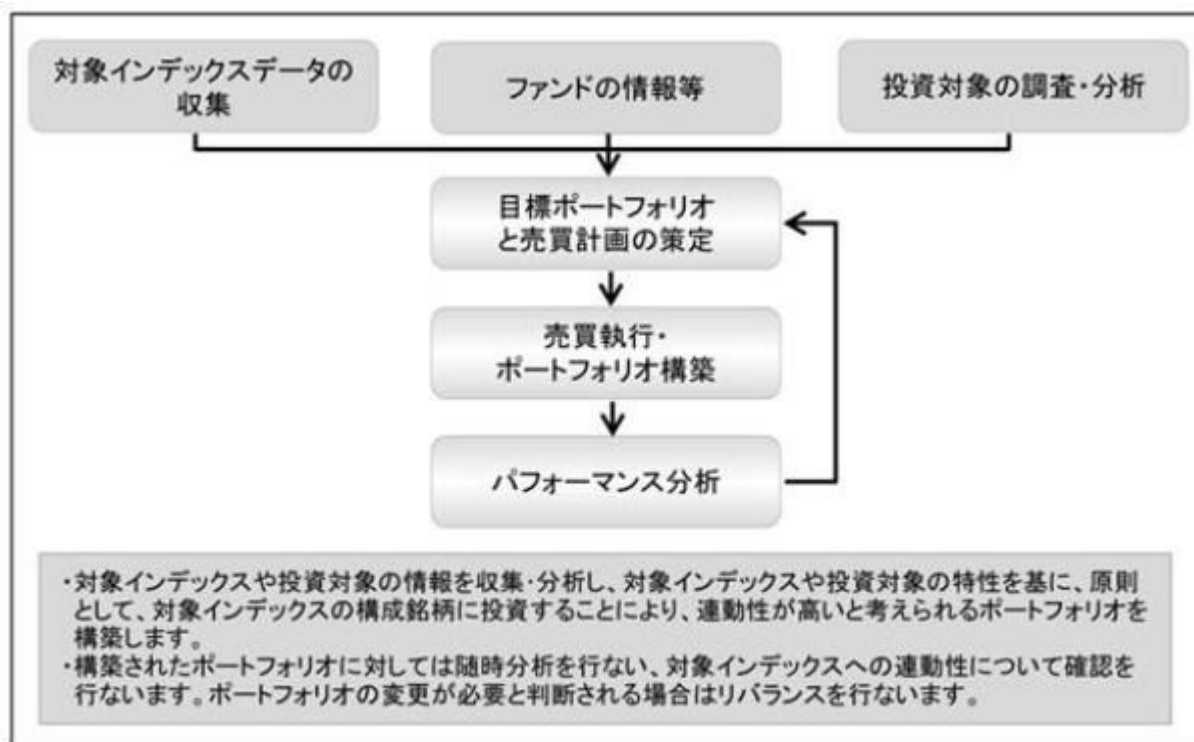 対象インデックスデータの
収集
ファンドの情報等
投資対象の調査・分析
目標ポートフォリオ
と売買計画の策定
売買執行・
ポートフォリオ構築
パフォーマンス分析
・対象インデックスや投資対象の情報を収集・分析し、対象インデックスや投資対象の特性を基に、原則
として、対象インデックスの構成銘柄に投資することにより、連動性が高いと考えられるポートフォリオを
構築します。
・構築されたポートフォリオに対しては随時分析を行ない、対象インデックスへの連動性について確認を
行ないます。ポートフォリオの変更が必要と判断される場合はリバランスを行ないます。